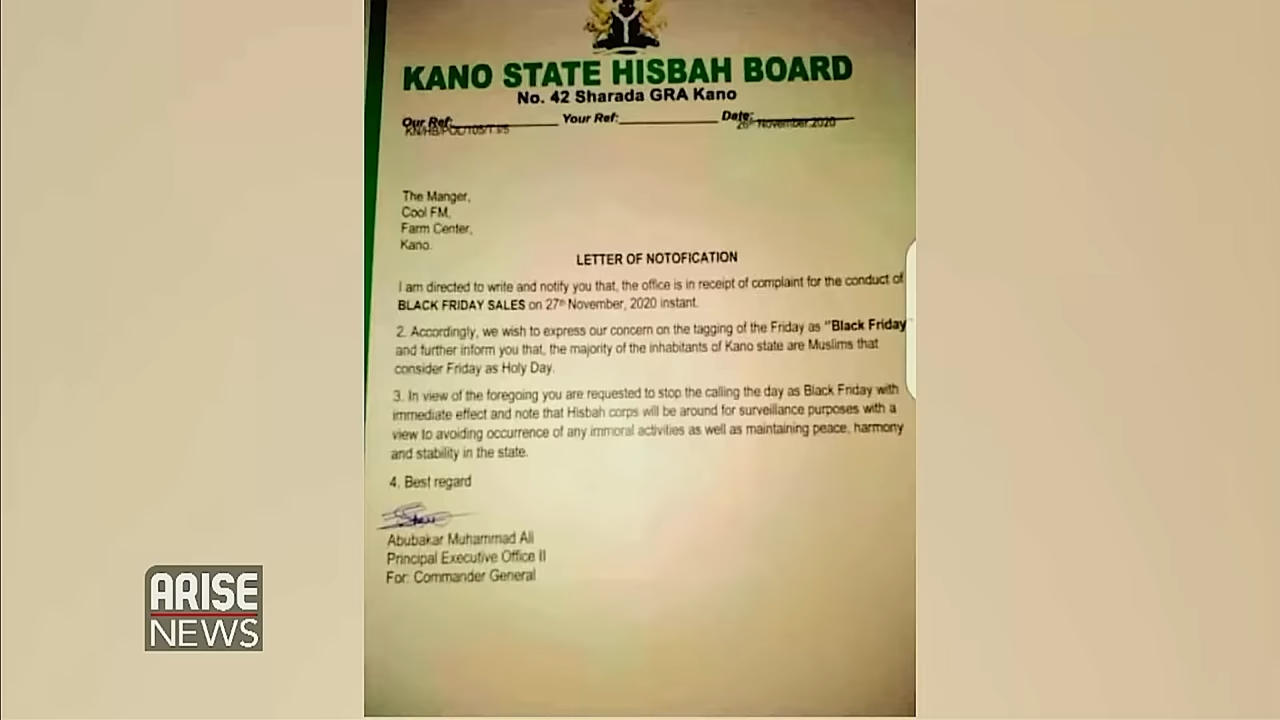 KANO STATE HISBAH BOARD
No. 42 Sharada GRA Kano
Our Ref: Your Ref: Date:
26th November 2020
The Manger,
Cool FM,
Farm Center,
Kano.
LETTER OF NOTOFICATION
I am directed to write and notify you that, the office is in receipt of complaint for the conduct of
BLACK FRIDAY SALES on 27th November, 2020 instant.
2. Accordingly, we wish to express our concern on the tagging of the Friday as "Black Friday"
and further inform you that, the majority of the inhabitants of Kano state are Muslims that
consider Friday as Holy Day.
3. In view of the foregoing you are requested to stop the calling the day as Black Friday with
immediate effect and note that Hisbah corps will be around for surveillance purposes with a
view to avoiding occurrence of any immoral activities as well as maintaining peace, harmony
and stability in the state.
4. Best regard
Abubakar Muhammad Ali
Principal Executive Office II
For: Commander General
ARISE
NEWS